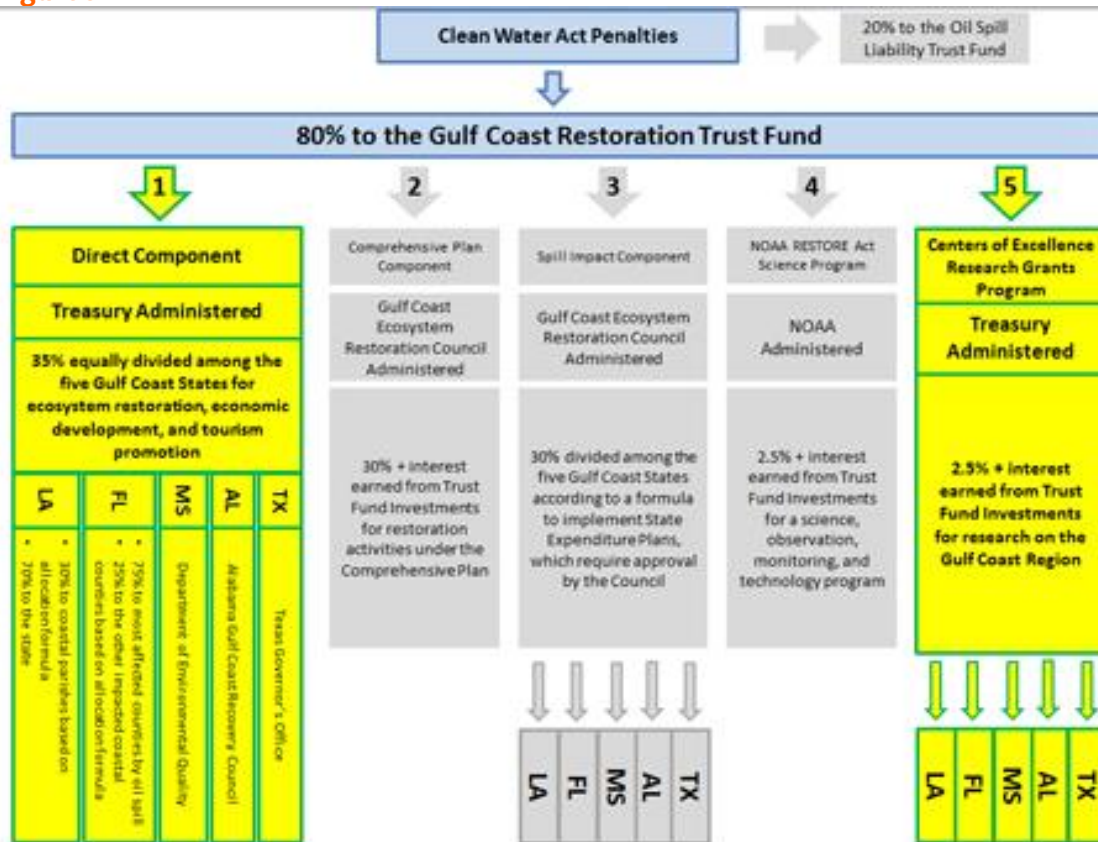 Clean Water Act Penalties
20% to the Oil Spill
Liability Trust Fund
80% to the Gulf Coast Restoration Trust Fund
1
2
3
4
5
Direct Component
Treasury Administered
35% equally divided among the
five Gulf Coast States for
ecosystem restoration, economic
development, and tourism
promotion
LA
FL
MS
AL
TX
• 30% to coastal parishes based on
allocation formula
• 70% to the state
• 75% to most affected counties by oil spill
• 25% to the other impacted coastal
counties based on allocation formula
Department of Environmental Quality
Alabama Gulf Coast Recovery Council
Texas Governor's Office
Comprehensive Plan
Component
Gulf Coast
Ecosystem
Restoration Council
Administered
30% + interest
earned from Trust
Fund Investments
for restoration
activities under the
Comprehensive Plan
Spill Impact Component
Gulf Coast Ecosystem
Restoration Council
Administered
30% divided among the
five Gulf Coast States
according to a formula
to implement State
Expenditure Plans,
which require approval
by the Council
LA
FL
MS
AL
TX
NOAA RESTORE Act
Science Program
NOAA
Administered
2.5% + interest
earned from Trust
Fund Investments
for a science,
observation,
monitoring, and
technology program
Centers of Excellence
Research Grants
Program
Treasury
Administered
2.5% + interest
earned from Trust
Fund Investments
for research on the
Gulf Coast Region
LA
FL
MS
AL
TX